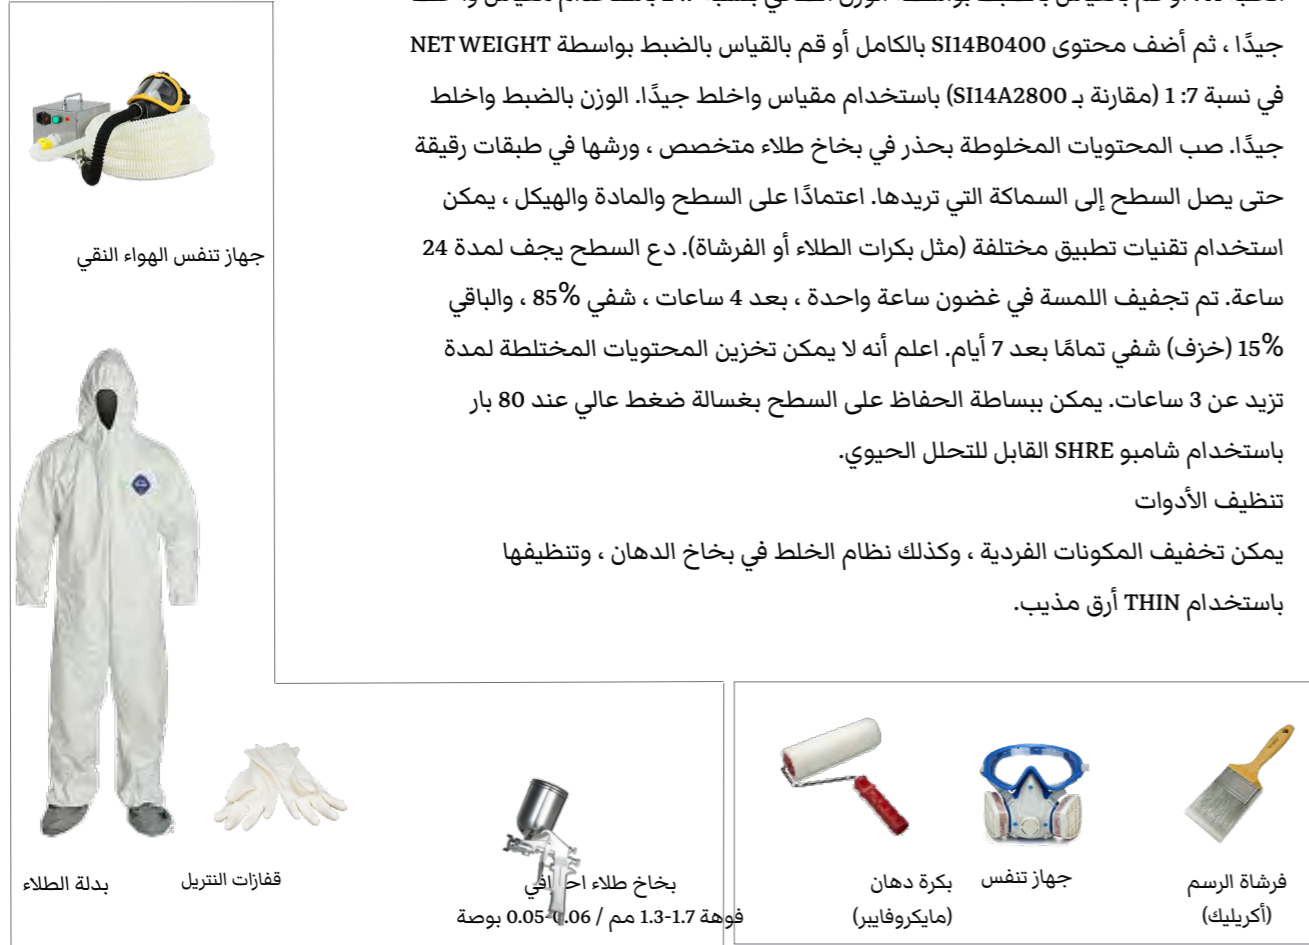 جيدًا ، ثم أضف محتوى SI14B0400 بالكامل أو قم بالقياس بالضبط بواسطة NET WEIGHT
في نسبة 7: 1 (مقارنة بـ SI14A2800) باستخدام مقياس واخلط جيدًا. الوزن بالضبط واخلط
جيدًا. صب المحتويات المخلوطة بحذر في بخاخ طلاء متخصص ، ورشها في طبقات رقيقة
حتى يصل السطح إلى السماكة التي تريدها. اعتمادًا على السطح والمادة والهيكل ، يمكن
استخدام تقنيات تطبيق مختلفة (مثل بكرات الطلاء أو الفرشاة). دع السطح يجف لمدة 24
ساعة. تم تجفيف اللمسة في غضون ساعة واحدة ، بعد 4 ساعات ، شفي 85% ، والباقي
15% (خزف) شفي تمامًا بعد 7 أيام. اعلم أنه لا يمكن تخزين المحتويات المختلطة لمدة
تزيد عن 3 ساعات. يمكن ببساطة الحفاظ على السطح بغسالة ضغط عالي عند 80 بار
باستخدام شامبو SHRE القابل للتحلل الحيوي.
تنظيف الأدوات
يمكن تخفيف المكونات الفردية ، وكذلك نظام الخلط في بخاخ الدهان ، وتنظيفها
باستخدام THIN أرق مذيب.
جهاز تنفس الهواء النقي
فرشاة الرسم
(أكريليك)
جهاز تنفس
بكرة دهان
(مايكروفايبر)
بخاخ طلاء
فوهة 1.7-1.3 مم / 0.06-0.05 بوصة
قفازات النتريل
بدلة الطلاء